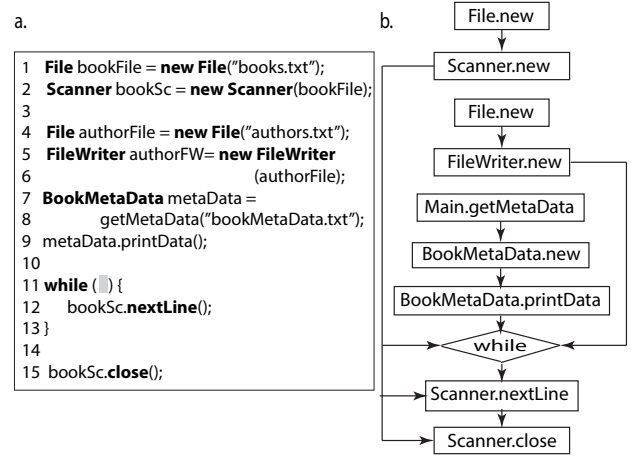 a.
1 File bookFile = new File("books.txt");
2 Scanner bookSc = new Scanner(bookFile);
3
4 File authorFile = new File("authors.txt");
5 FileWriter authorFW= new FileWriter
6 (authorFile);
7 BookMetaData metaData =
8 getMetaData("bookMetaData.txt");
9 metaData.printData();
10
11 while ( ) {
12 bookSc.nextLine();
13 }
14
15 bookSc.close();
b.
File.new
Scanner.new
File.new
FileWriter.new
Main.getMetaData
BookMetaData.new
BookMetaData.printData
while
Scanner.nextLine
Scanner.close